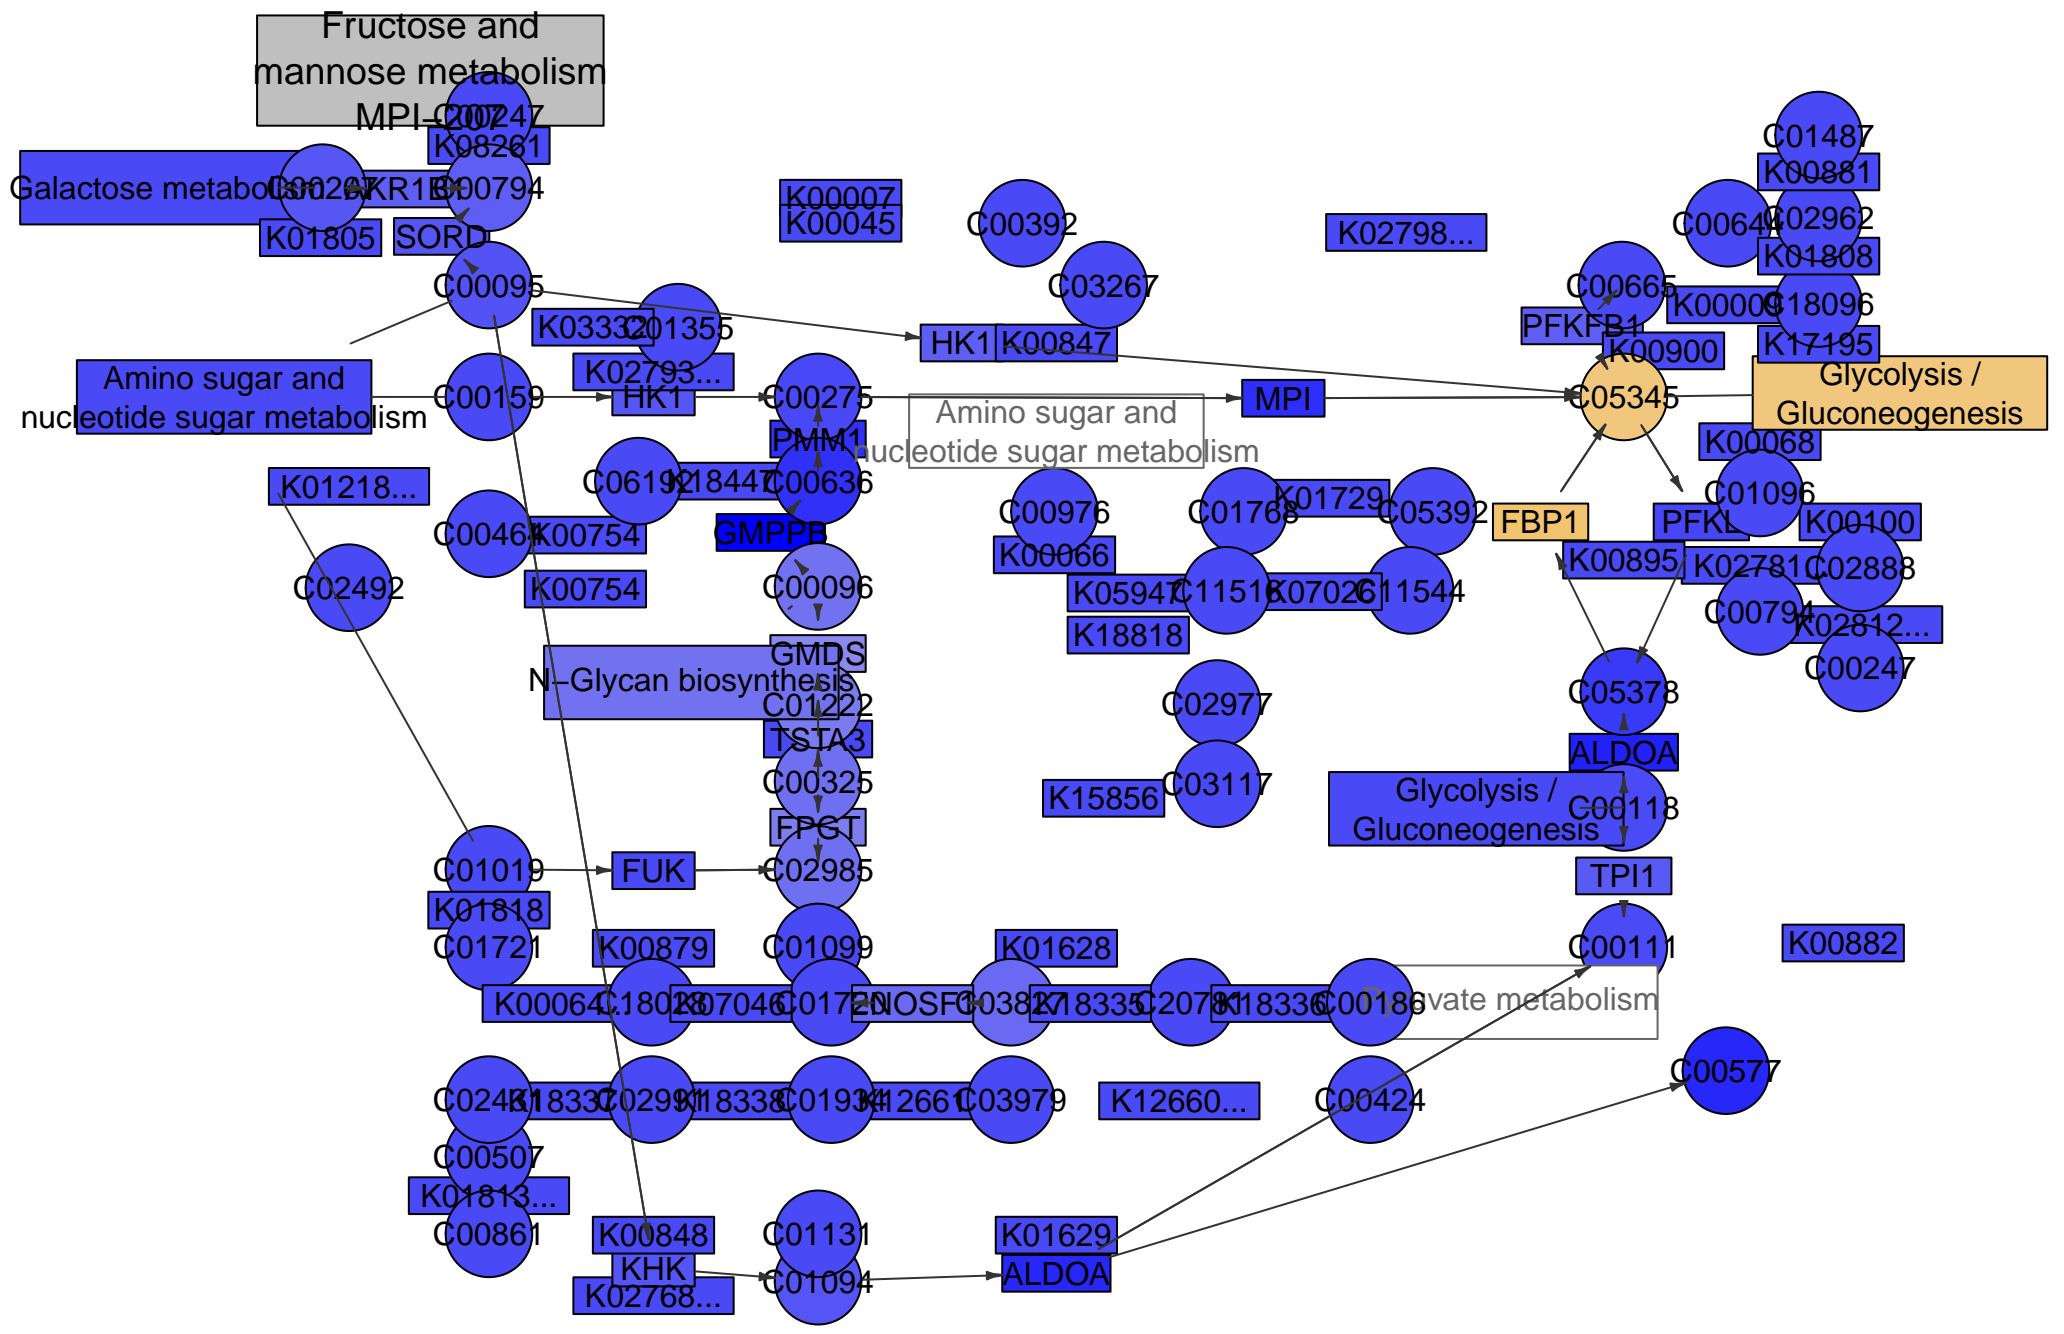 Fructose and
mannose metabolism
MPI–207
C00247
K08261
Galactose metabolism
C00267
AKR1B1
C00794
K01805
SORD
C00095
K00007
K00045
C00392
C03267
K02798...
C01487
K00881
C00644
C02962
K01808
C00665
K00009
C18096
K17195
PFKFB1
K00900
K03332
C01355
K02793...
HK1
K00847
Amino sugar and
nucleotide sugar metabolism
C00159
HK1
C00275
PMM1
Amino sugar and
nucleotide sugar metabolism
MPI
C05345
Glycolysis /
Gluconeogenesis
K00068
C01096
K01218...
C06192
K18447
C00636
C00464
K00754
GMPPB
C00976
K00066
C01768
K01729
C05392
FBP1
PFKL
K00100
K00895
K02781...
C02888
C02492
K00754
C00096
K05947
C11516
K07026
C11544
K18818
C00794
K02812...
C00247
GMDS
N–Glycan biosynthesis
C01222
TSTA3
C00325
FPGT
C02977
C03117
K15856
C05378
ALDOA
Glycolysis /
Gluconeogenesis
C00118
TPI1
C01019
FUK
C02985
K01818
C01721
K00879
C01099
K01628
C00111
K00882
K00064...
C18028
K07046
C01720
ENOSF1
C03827
K18335
C20781
K18336
C00186
Pyruvate metabolism
C00577
C02431
K18337
C02991
K18338
C01934
K12661
C03979
K12660...
C00424
C00507
K01813...
C00861
K00848
KHK
K02768...
C01131
C01094
K01629
ALDOA